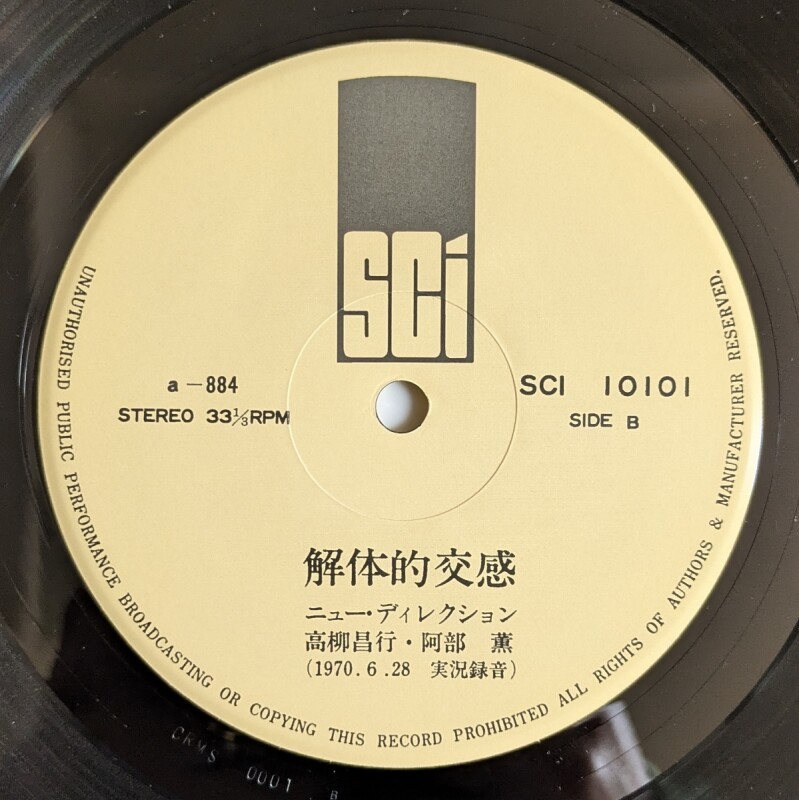 SCI
a-884
STEREO 33⅓RPM
SCI 10101
SIDE B
解体的交感
ニュー・ディレクション
高柳昌行・阿部 薫
(1970.6.28 実況録音)
UNAUTHORISED PUBLIC PERFORMANCE BROADCASTING OR COPYING THIS RECORD PROHIBITED ALL RIGHTS OF AUTHORS & MANUFACTURER RESERVED.
CRMS 0001 B